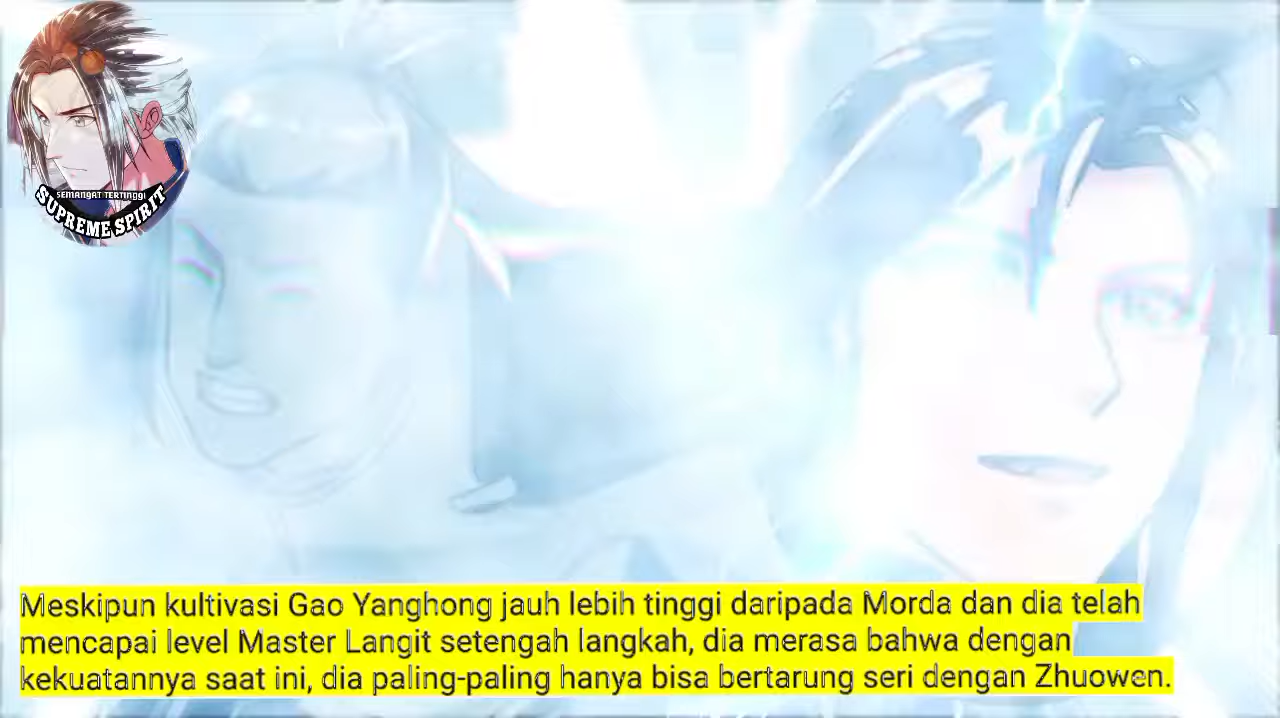 SEMANGAT TERTINGGI
SUPREME SPIRIT
Meskipun kultivasi Gao Yanghong jauh lebih tinggi daripada Morda dan dia telah
mencapai level Master Langit setengah langkah, dia merasa bahwa dengan
kekuatannya saat ini, dia paling-paling hanya bisa bertarung seri dengan Zhuowen.